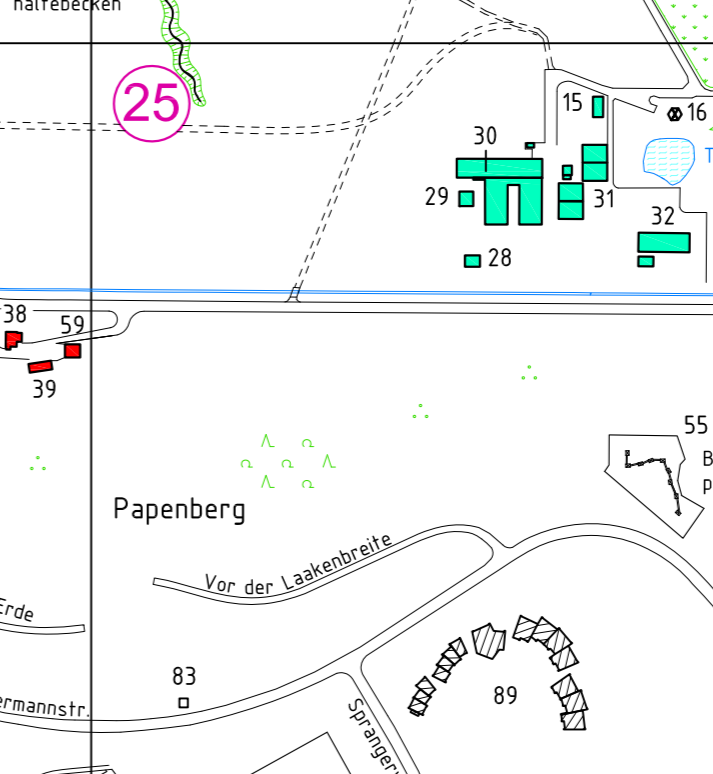 halfebecken
25
15
16
T
30
29
31
32
28
38
59
39
55
B
p
Papenberg
Vor der Laakenbreite
Erde
83
ermannstr.
89
Spranger